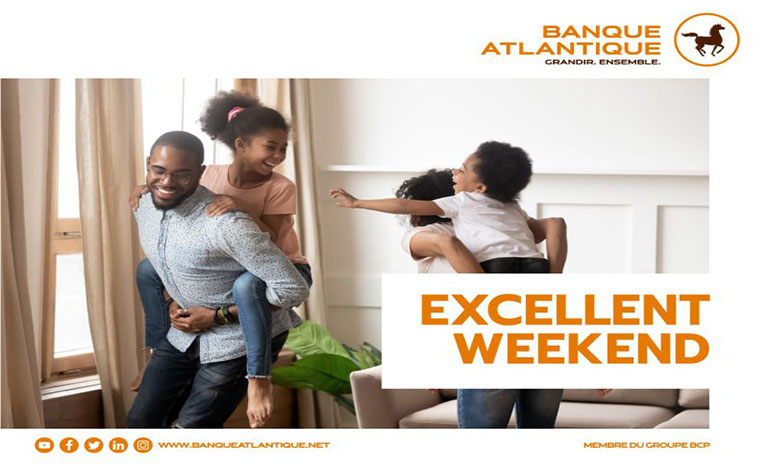 BANQUE
ATLANTIQUE
GRANDIR. ENSEMBLE.
EXCELLENT
WEEKEND
WWW.BANQUEATLANTIQUE.NET
MEMBRE DU GROUPE BCP